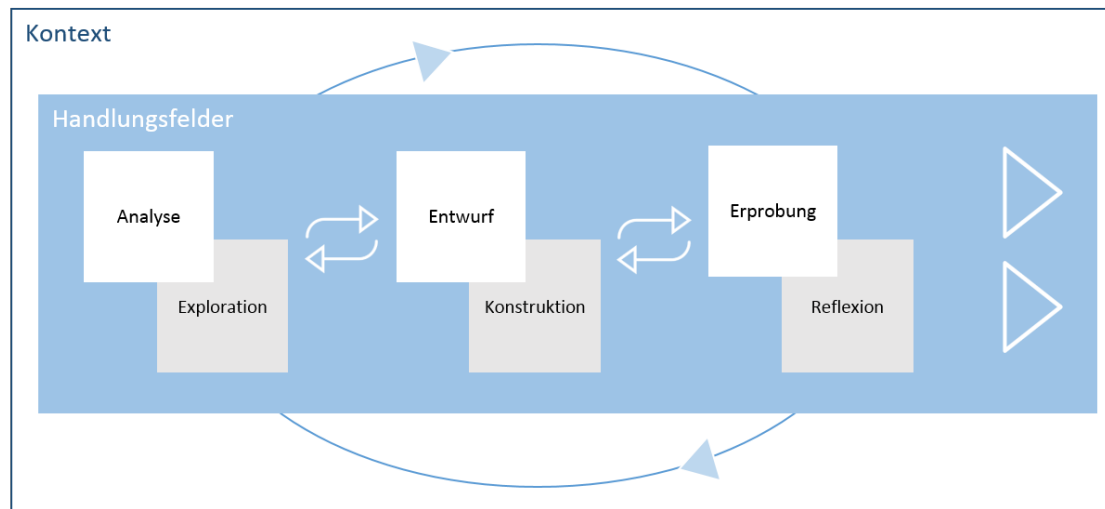 Kontext
Handlungsfelder
Analyse
Exploration
Entwurf
Konstruktion
Erprobung
Reflexion